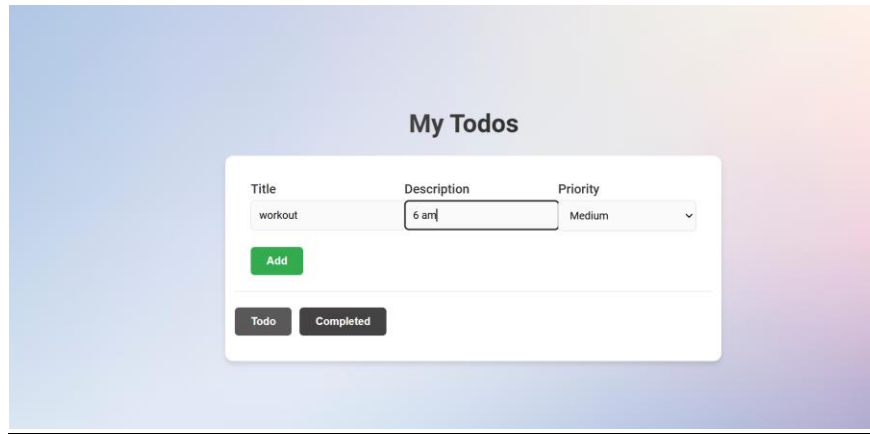 My Todos
Title Description Priority
workout 6 am Medium
Add
Todo Completed